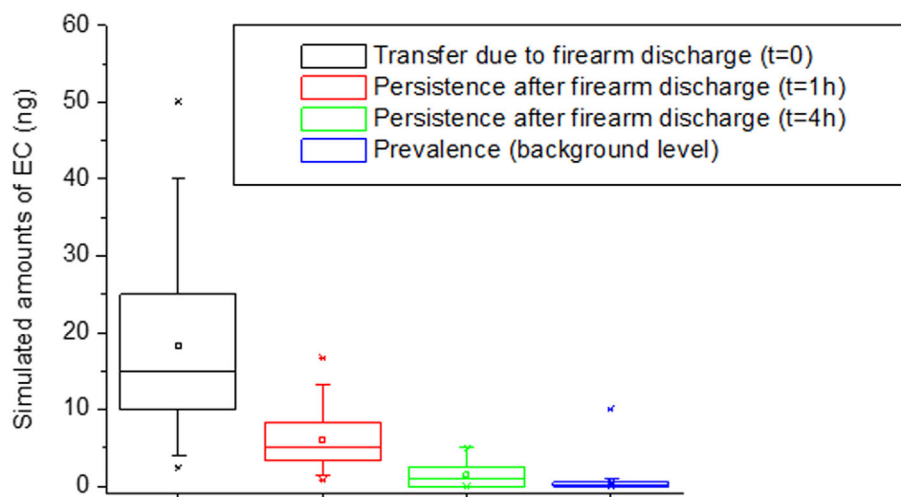 60
50
40
30
20
10
0
Simulated amounts of EC (ng)
Transfer due to firearm discharge (t=0)
Persistence after firearm discharge (t=1h)
Persistence after firearm discharge (t=4h)
Prevalence (background level)